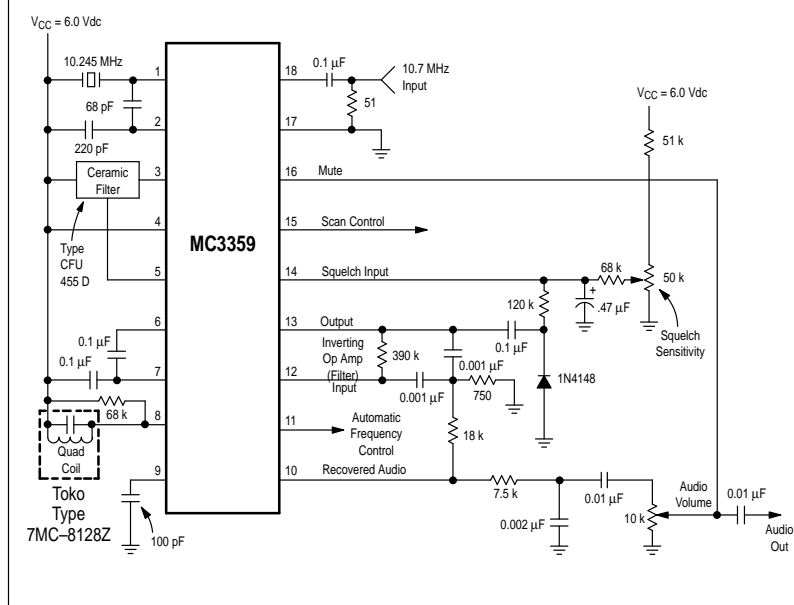 VCC = 6.0 Vdc
10.245 MHz
68 pF
220 pF
Ceramic
Filter
Type
CFU
455 D
0.1 µF
0.1 µF
68 k
Quad
Coil
Toko
Type
7MC–8128Z
100 pF
1
2
3
4
5
6
7
8
9
MC3359
18
17
16
15
14
13
12
11
10
0.1 µF
10.7 MHz
Input
51
Mute
Scan Control
Squelch Input
Output
Inverting
Op Amp
(Filter)
Input
Automatic
Frequency
Control
Recovered Audio
VCC = 6.0 Vdc
51 k
68 k
50 k
+
.47 µF
Squelch
Sensitivity
120 k
0.1 µF
390 k
0.001 µF
0.001 µF
750
1N4148
18 k
7.5 k
0.002 µF
0.01 µF
Audio
Volume
10 k
0.01 µF
Audio
Out